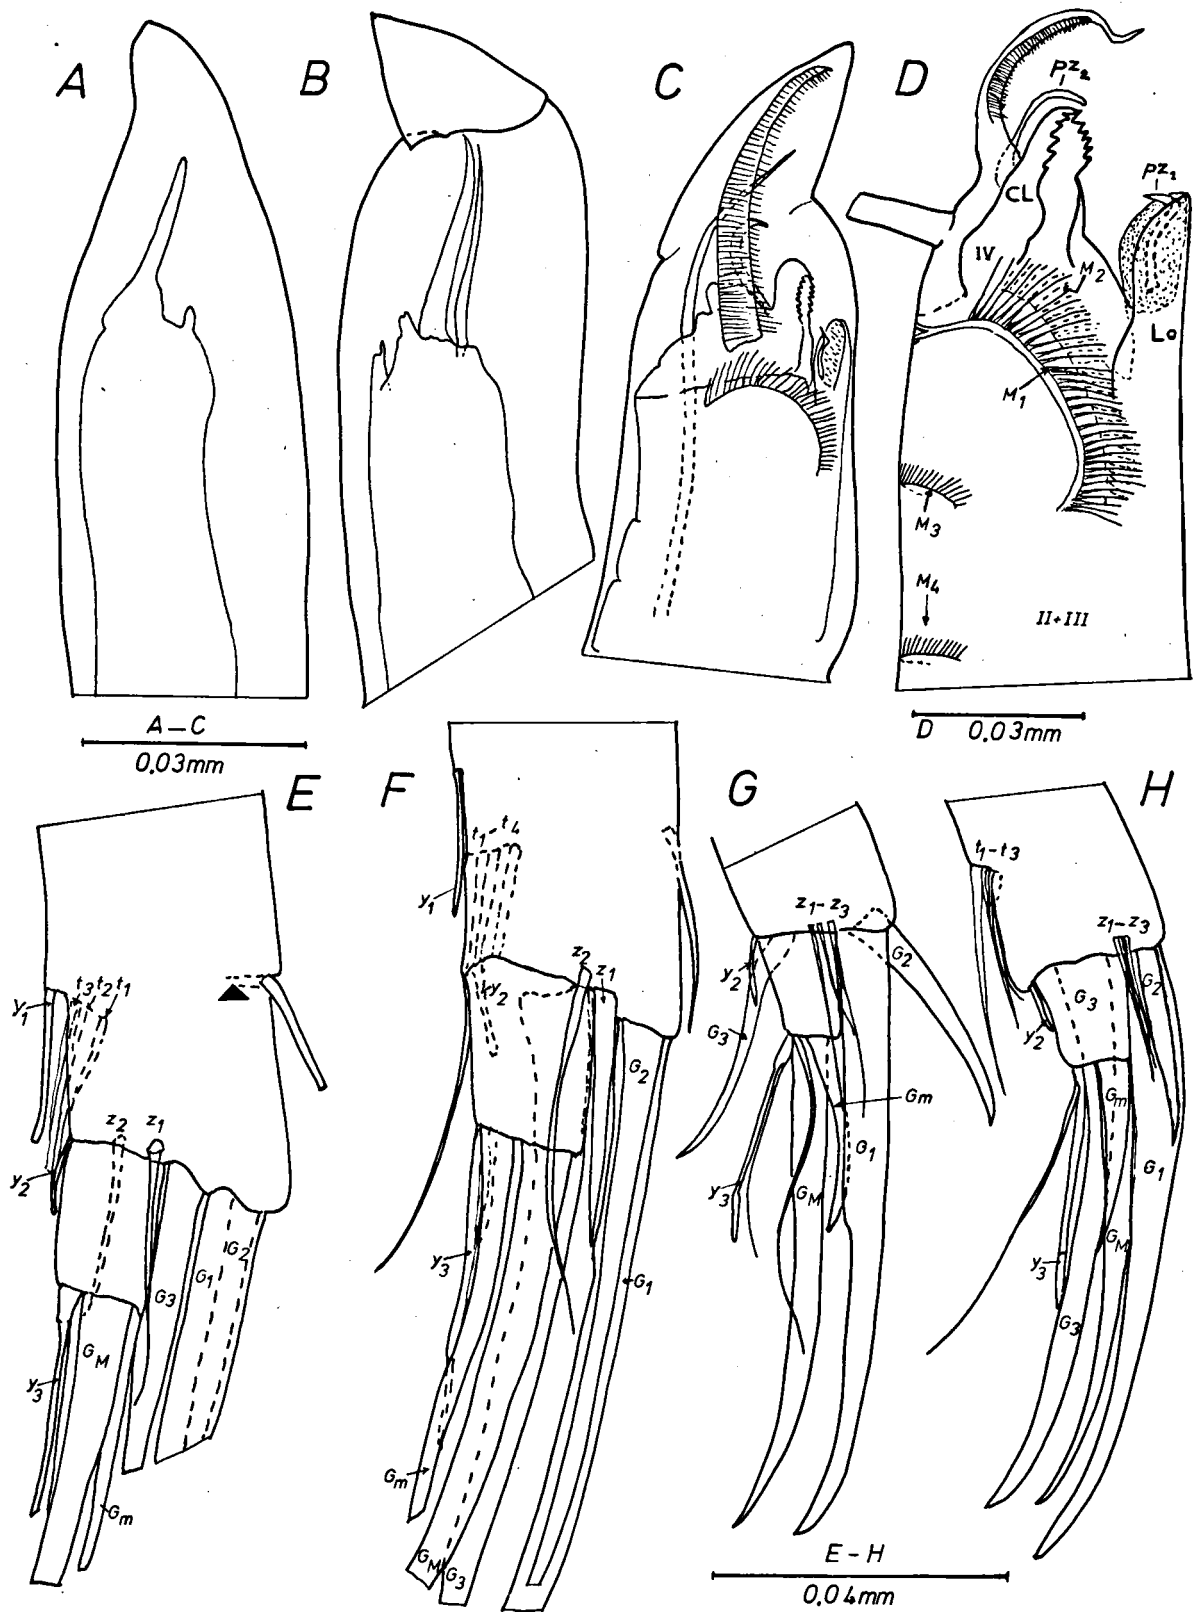 A
B
C
D
Pz₂
Pz₁
CL
IV
M₂
Lo
M₁
M₃
M₄
II+III
A–C
0.03mm
D 0.03mm
E
F
G
H
t₃ t₂ t₁
y₁
z₂
z₁
y₂
G₃
G₁
G₂
y₃
GM
Gm
t₁–t₄
y₁
y₂
z₂
z₁
G₂
y₃
G₁
Gm
GM
G₃
z₁–z₃
y₂
G₂
G₃
Gm
G₁
y₃
GM
t₁–t₃
z₁–z₃
G₃
G₂
y₂
Gm
G₁
GM
y₃
G₃
E–H
0.04mm